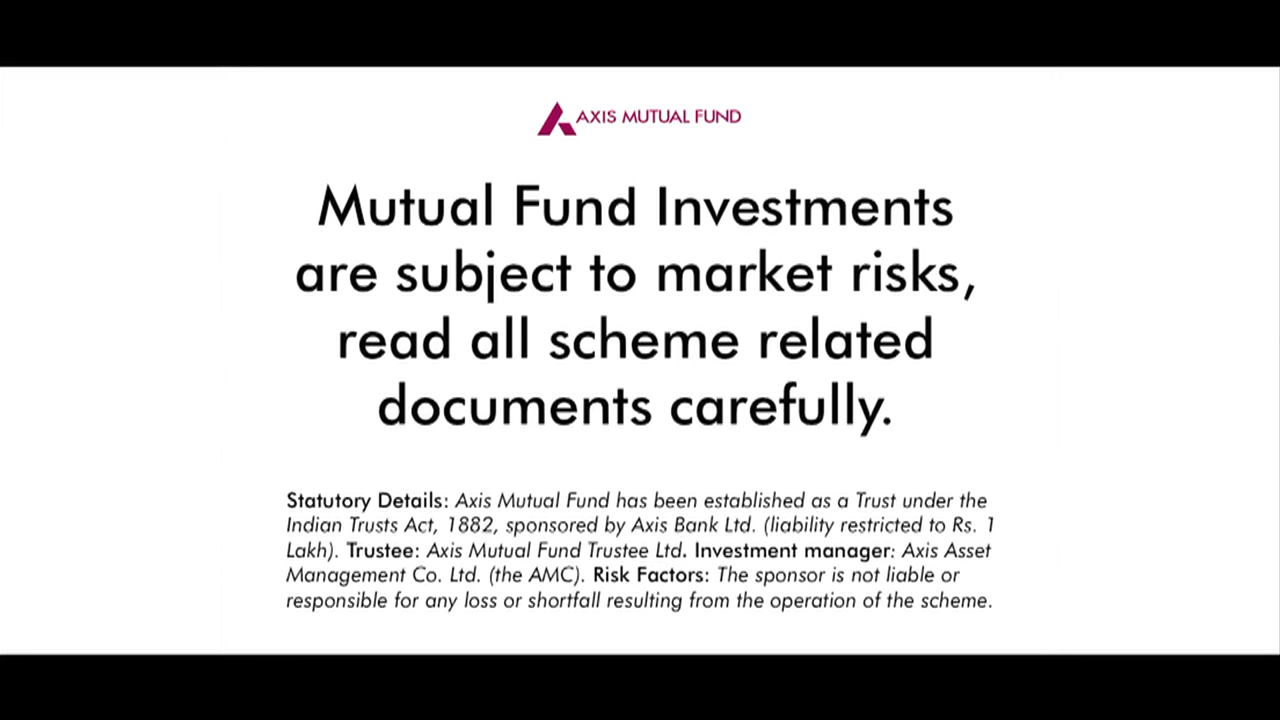 AXIS MUTUAL FUND
Mutual Fund Investments
are subject to market risks,
read all scheme related
documents carefully.
Statutory Details: Axis Mutual Fund has been established as a Trust under the
Indian Trusts Act, 1882, sponsored by Axis Bank Ltd. (liability restricted to Rs. 1
Lakh). Trustee: Axis Mutual Fund Trustee Ltd. Investment manager: Axis Asset
Management Co. Ltd. (the AMC). Risk Factors: The sponsor is not liable or
responsible for any loss or shortfall resulting from the operation of the scheme.